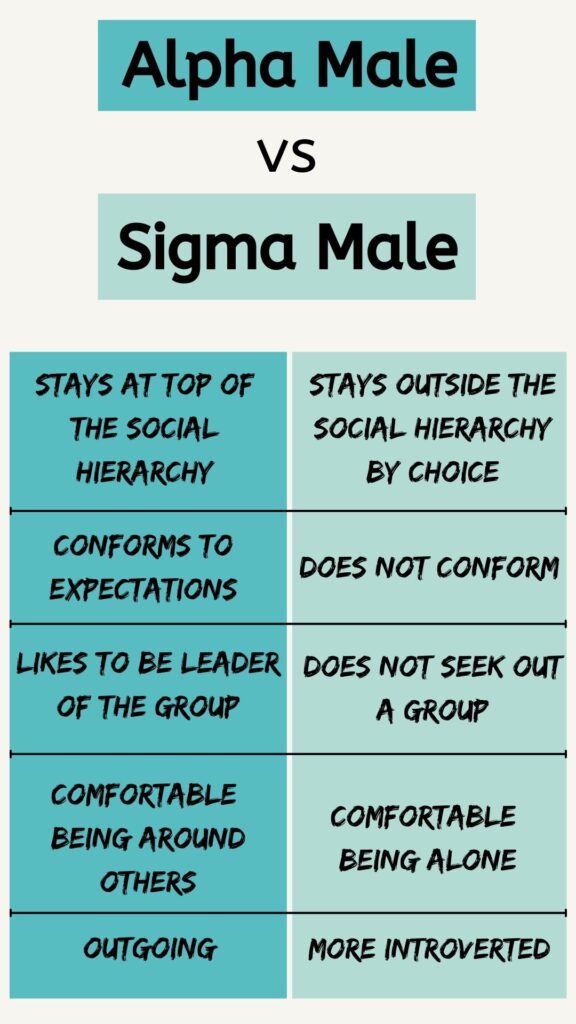 Alpha Male
VS
Sigma Male
STAYS AT TOP OF
THE SOCIAL
HIERARCHY
STAYS OUTSIDE THE
SOCIAL HIERARCHY
BY CHOICE
CONFORMS TO
EXPECTATIONS
DOES NOT CONFORM
LIKES TO BE LEADER
OF THE GROUP
DOES NOT SEEK OUT
A GROUP
COMFORTABLE
BEING AROUND
OTHERS
COMFORTABLE
BEING ALONE
OUTGOING
MORE INTROVERTED